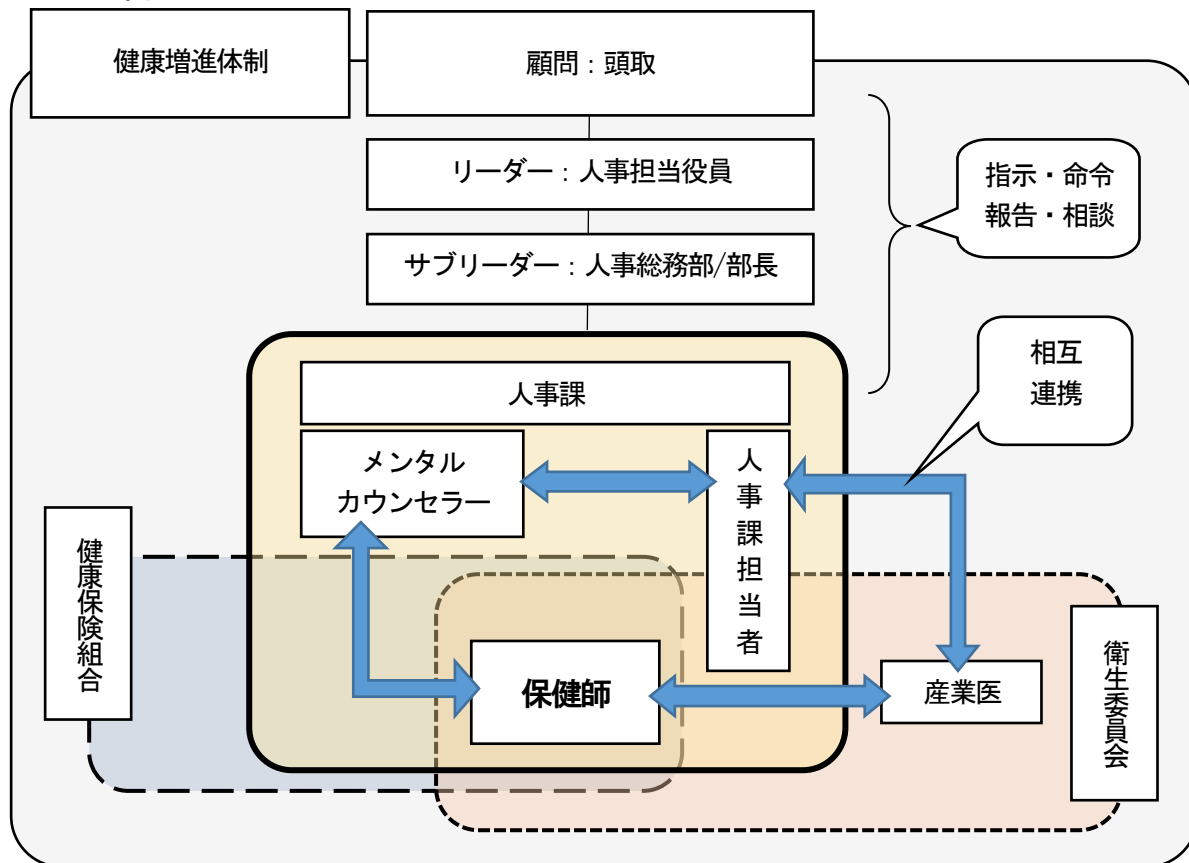 健康増進体制
顧問：頭取
リーダー：人事担当役員
サブリーダー：人事総務部/部長
指示・命令
報告・相談
相互
連携
人事課
メンタル
カウンセラー
人事課担当者
健康保険組合
保健師
産業医
衛生委員会